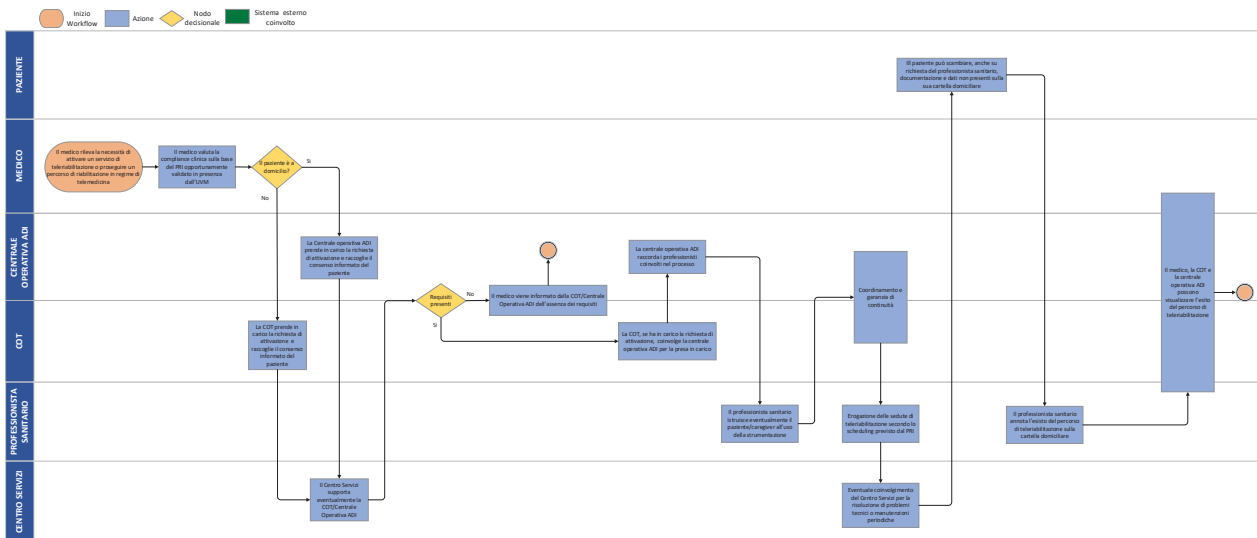 Inizio
Workflow
Azione
Nodo
decisionale
Sistema esterno
coinvolto
PAZIENTE
Ill paziente può scambiare, anche su
richiesta del professionista sanitario,
documentazione e dati non presenti sulla
sua cartella domiciliare
MEDICO
Il medico rileva la necessità di
attivare un servizio di
teleriabilitazione o proseguire un
percorso di riabilitazione in regime di
telemedicina
Il medico valuta la
compliance clinica sulla base
del PRI opportunamente
validato in presenza
dall'UVM
Il paziente è a
domicilio?
Si
No
CENTRALE
OPERATIVA ADI
La Centrale operativa ADI
prende in carico la richiesta
di attivazione e raccoglie il
consenso informato del
paziente
La centrale operativa ADI
raccorda i professionisti
coinvolti nel processo
Coordinamento e
garanzia di
continuità
Il medico, la COT e la
centrale operativa ADI
possono
visualizzare l'esito
del percorso di
teleriabilitazione
COT
La COT prende in
carico la richiesta di
attivazione e
raccoglie il consenso
informato del
paziente
Requisiti
presenti
No
Si
Il medico viene informato dalla COT/Centrale
Operativa ADI dell'assenza dei requisiti
La COT, se ha in carico la richiesta di
attivazione, coinvolge la centrale
operativa ADI per la presa in carico
PROFESSIONISTA
SANITARIO
Il professionista sanitario
istruisce eventualmente il
paziente/caregiver all'uso
della strumentazione
Erogazione delle sedute di
teleriabilitazione secondo lo
scheduling previsto dal PRI
Il professionista sanitario
annota l'esisto del percorso
di teleriabilitazione sulla
cartella domiciliare
CENTRO SERVIZI
Il Centro Servizi
supporta
eventualmente la
COT/Centrale
Operativa ADI
Eventuale coinvolgimento
del Centro Servizi per la
risoluzione di problemi
tecnici o manutenzioni
periodiche